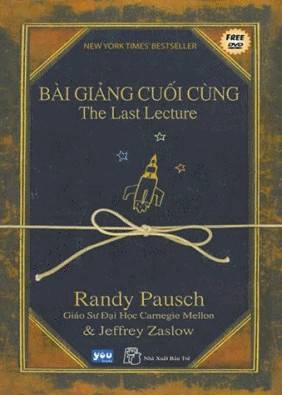 FREE
DVD
NEW YORK TIMES' BESTSELLER
BÀI GIẢNG CUỐI CÙNG
The Last Lecture
Randy Pausch
Giáo Sư Đại Học Carnegie Mellon
& Jeffrey Zaslow
you
Nhà Xuất Bản Trẻ